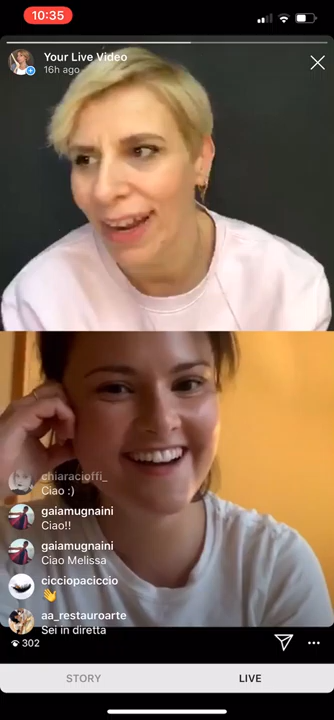 10:35
Your Live Video
16h ago
chiaracioffi_
Ciao :)
gaiamugnaini
Ciao!!
gaiamugnaini
Ciao Melissa
cicciopaciccio
👋
aa_restauroarte
Sei in diretta
302
STORY
LIVE